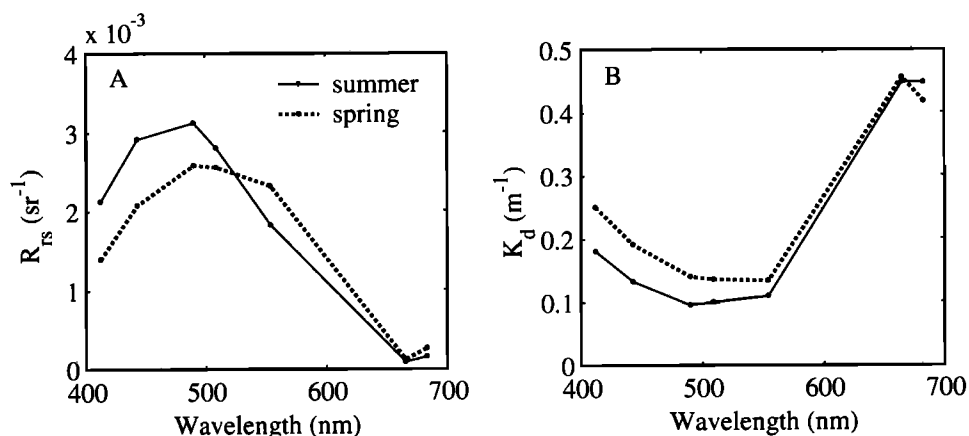 x 10⁻³
4
3
2
1
0
400
500
600
700
A
summer
spring
R_rs (sr⁻¹)
Wavelength (nm)
0.5
0.4
0.3
0.2
0.1
0
400
500
600
700
B
K_d (m⁻¹)
Wavelength (nm)